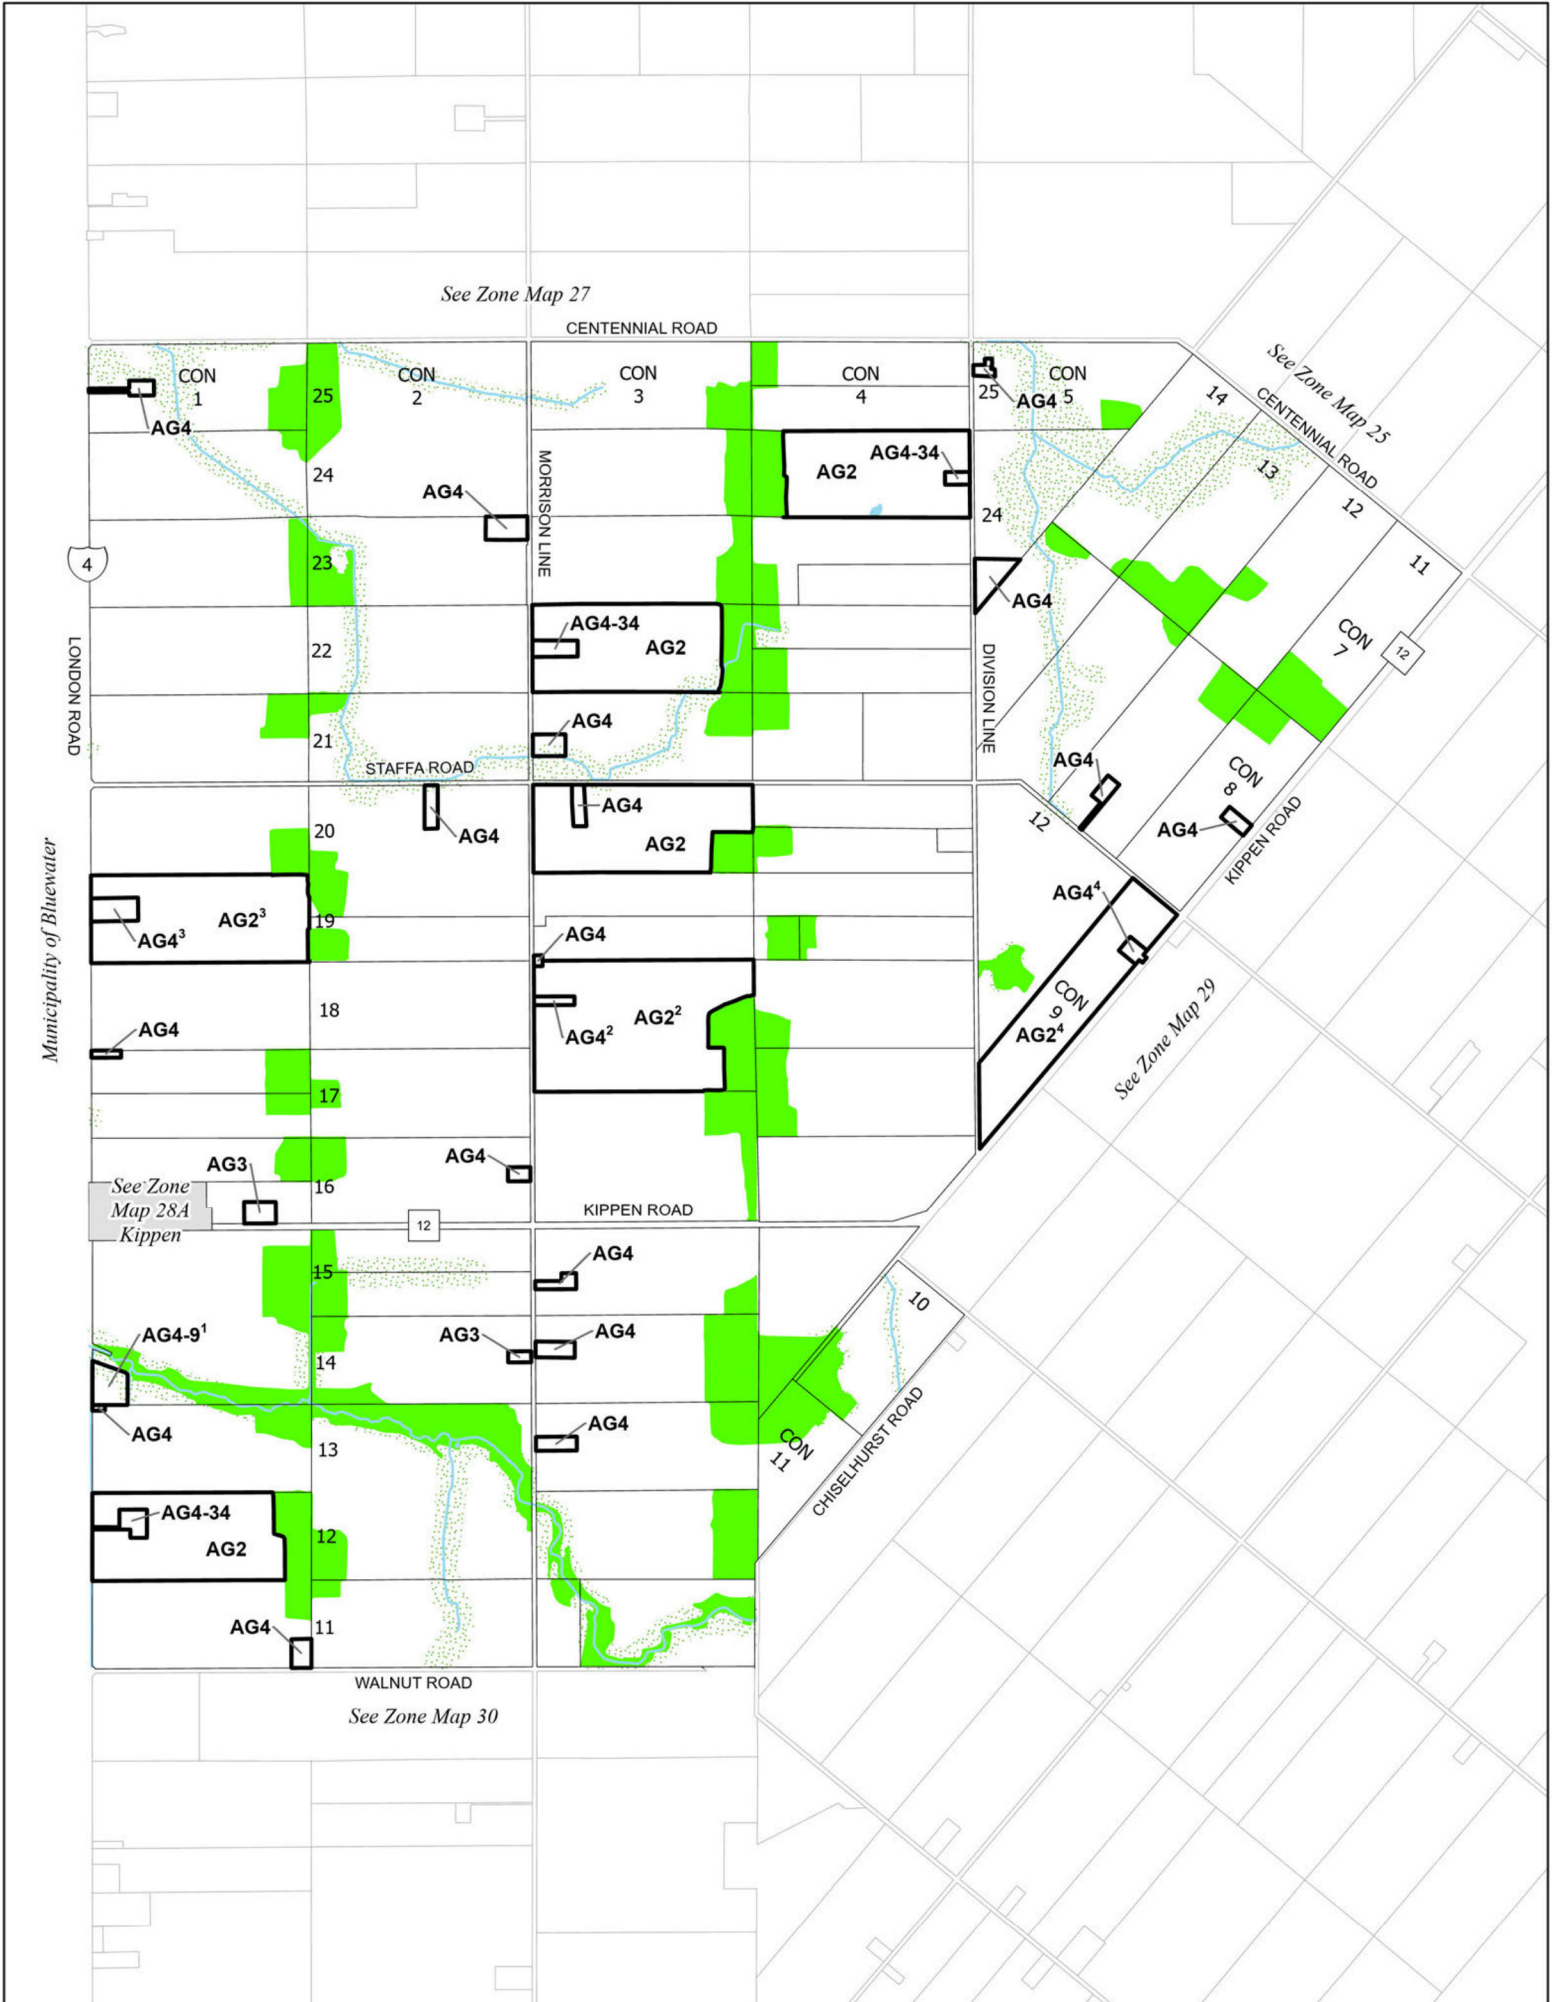 See Zone Map 27
CENTENNIAL ROAD
See Zone Map 25
CENTENNIAL ROAD
CON
1
CON
2
CON
3
CON
4
CON
5
25
25
AG4
AG4
14
13
12
11
24
AG4
MORRISON LINE
AG2
AG4-34
24
4
23
AG4
CON
7
12
LONDON ROAD
22
AG4-34
AG2
DIVISION LINE
21
AG4
STAFFA ROAD
AG4
CON
8
AG4
KIPPEN ROAD
Municipality of Bluewater
20
AG4
AG4
AG2
12
AG4³
AG2³
19
AG4
AG4⁴
CON
9
AG2⁴
See Zone Map 29
18
AG4²
AG2²
AG4
17
AG4
AG3
16
See Zone
Map 28A
Kippen
12
KIPPEN ROAD
15
AG4
10
AG4-9¹
14
AG3
AG4
AG4
13
AG4
CON
11
CHISELHURST ROAD
AG4-34
AG2
12
AG4
11
WALNUT ROAD
See Zone Map 30